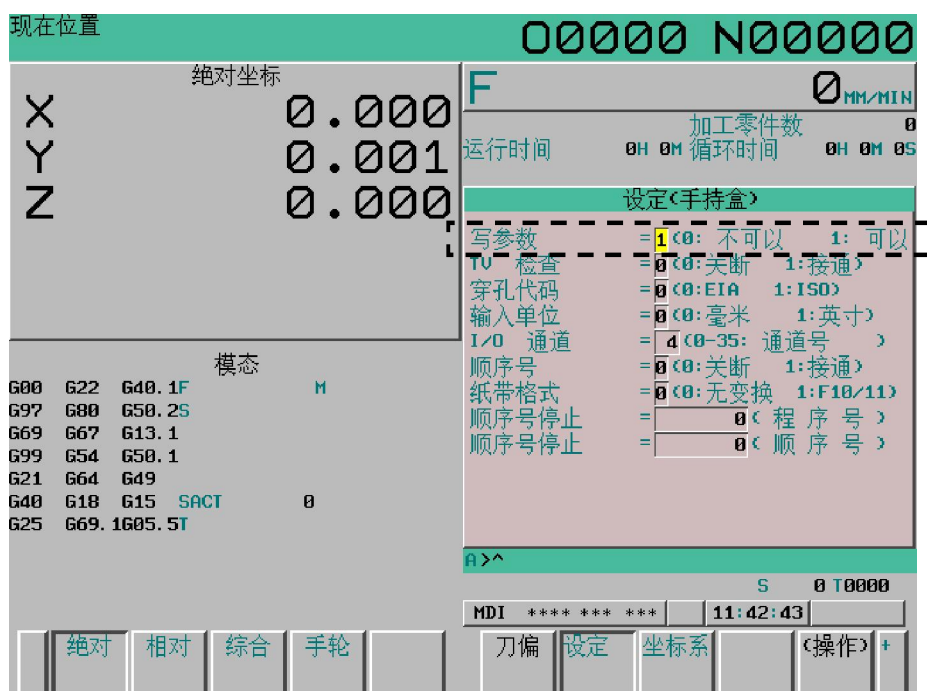 现在位置
O0000 N00000
绝对坐标
X 0.000
Y 0.001
Z 0.000
F 0 MM/MIN
加工零件数 0
运行时间 0H 0M 循环时间 0H 0M 0S
设定(手持盒)
写参数 =1(0: 不可以 1: 可以
TV 检查 =0(0:关断 1:接通)
穿孔代码 =0(0:EIA 1:ISO)
输入单位 =0(0:毫米 1:英寸)
I/O 通道 = 4(0-35: 通道号 )
顺序号 =0(0:关断 1:接通)
纸带格式 =0(0:无变换 1:F10/11)
顺序号停止 = 0( 程 序 号 )
顺序号停止 = 0( 顺 序 号 )
模态
G00 G22 G40.1F M
G97 G80 G50.2S
G69 G67 G13.1
G99 G54 G50.1
G21 G64 G49
G40 G18 G15 SACT 0
G25 G69.1G05.5T
A>^
S 0 T0000
MDI **** *** *** 11:42:43
绝对 相对 综合 手轮 刀偏 设定 坐标系 (操作) +